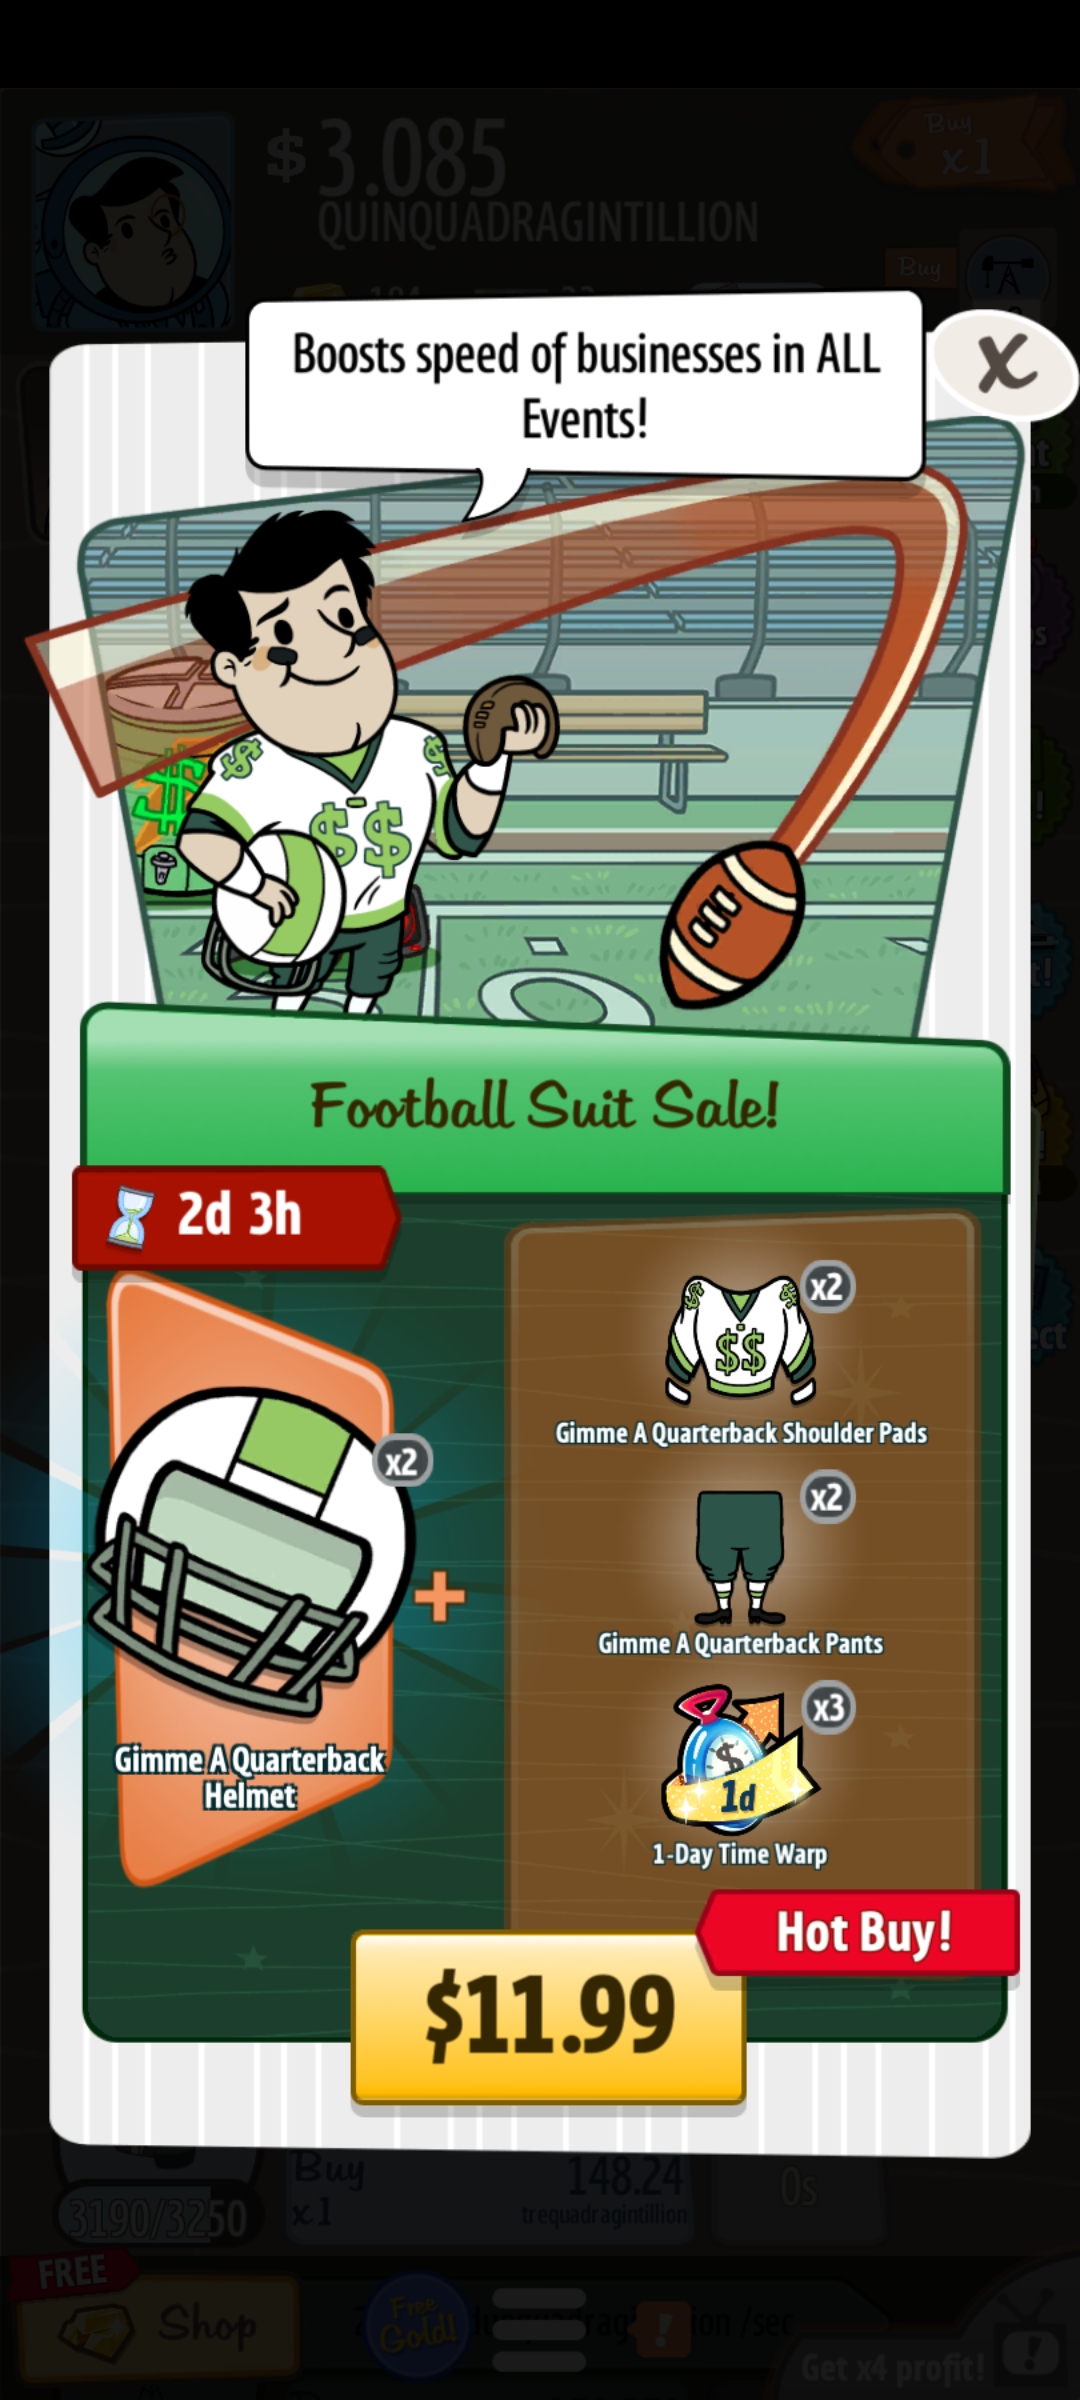 $3.085
QUINQUADRAGINTILLION
Buy
x1
Buy
Boosts speed of businesses in ALL
Events!
X
$$
Football Suit Sale!
2d 3h
x2
Gimme A Quarterback Shoulder Pads
x2
Gimme A Quarterback Pants
x2
Gimme A Quarterback
Helmet
+
x3
1d
1-Day Time Warp
Hot Buy!
$11.99
Buy
x1
148.24
trequadragintillion
0s
3190/3250
FREE
Shop
Free
Gold!
!
/sec
Get x4 profit!